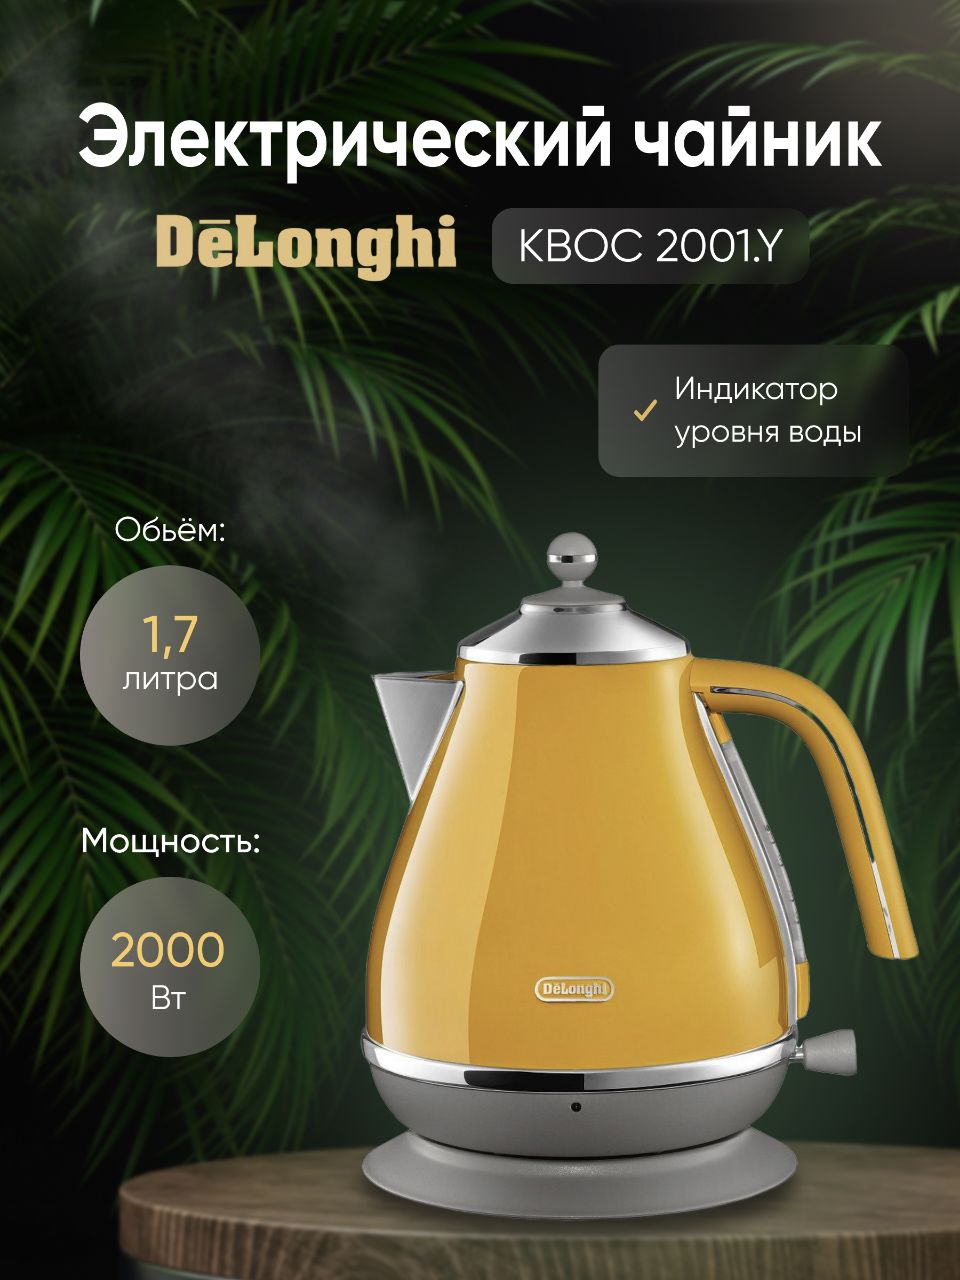 Электрический чайник
DēLonghi KBOC 2001.Y
Индикатор
уровня воды
Обьём:
1,7
литра
Мощность:
2000
Вт
DēLonghi